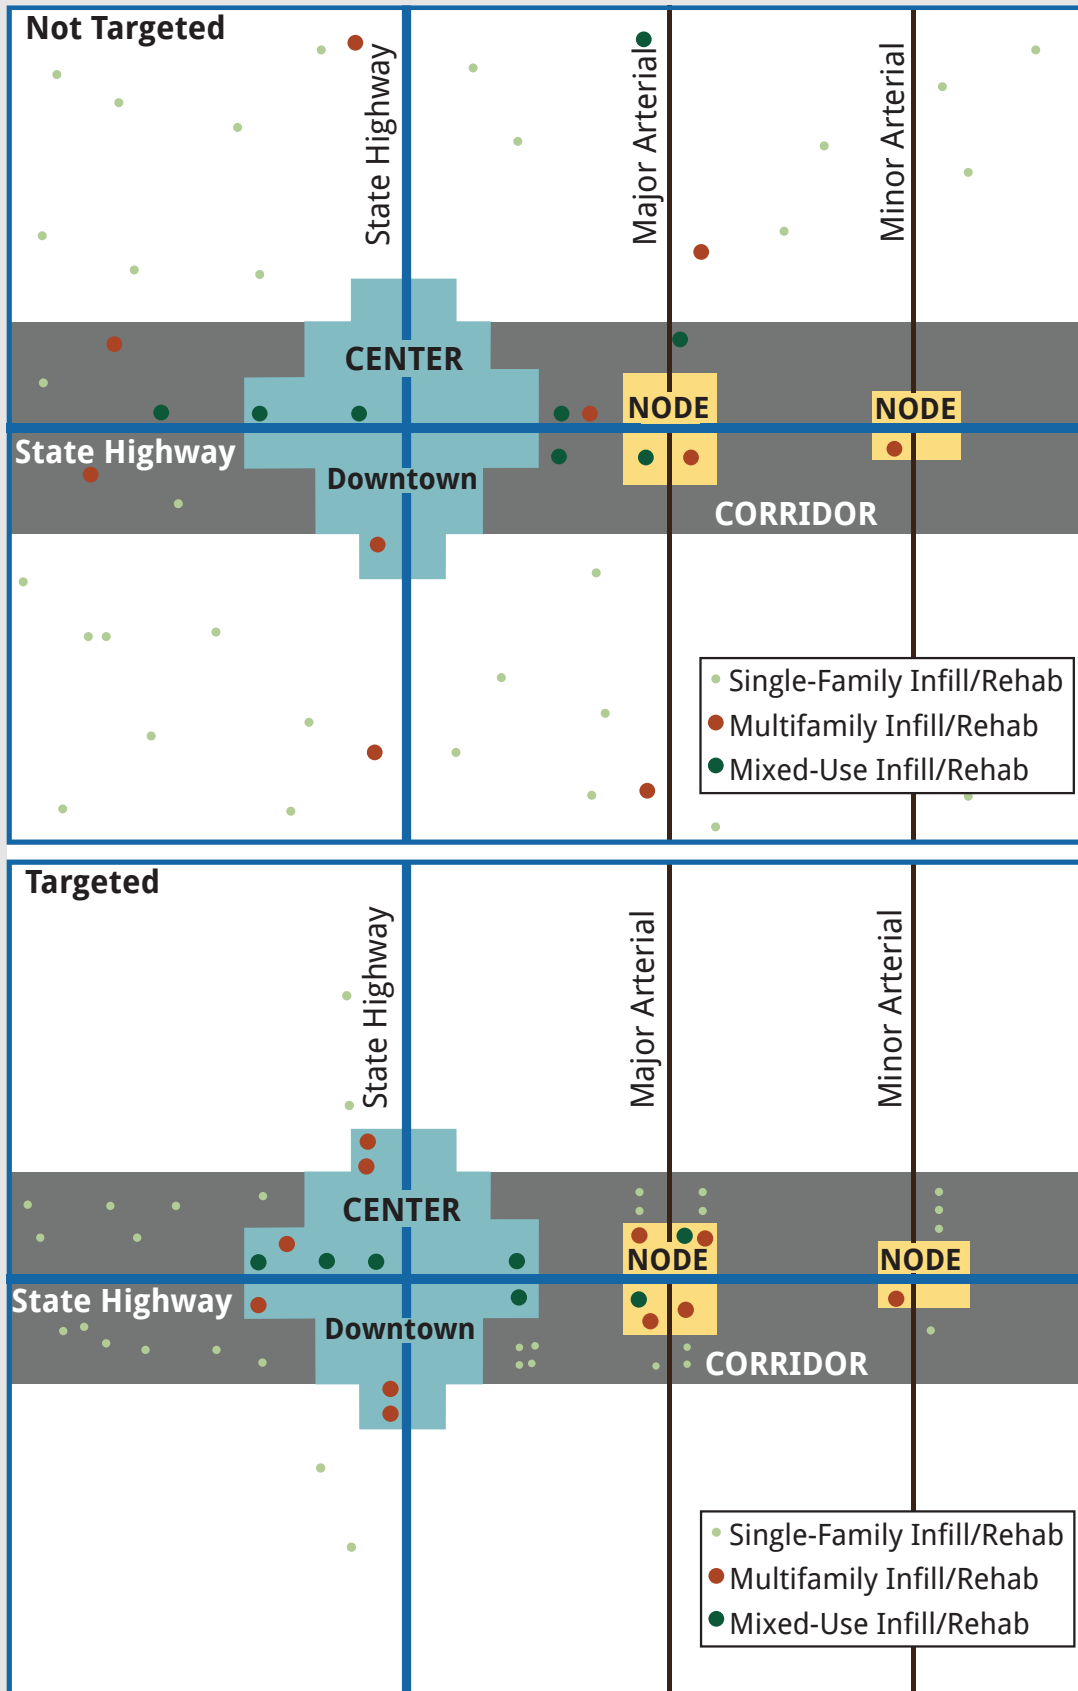 Not Targeted
State Highway
Major Arterial
Minor Arterial
CENTER
NODE
NODE
State Highway
Downtown
CORRIDOR
Single-Family Infill/Rehab
Multifamily Infill/Rehab
Mixed-Use Infill/Rehab
Targeted
State Highway
Major Arterial
Minor Arterial
CENTER
NODE
NODE
State Highway
Downtown
CORRIDOR
Single-Family Infill/Rehab
Multifamily Infill/Rehab
Mixed-Use Infill/Rehab